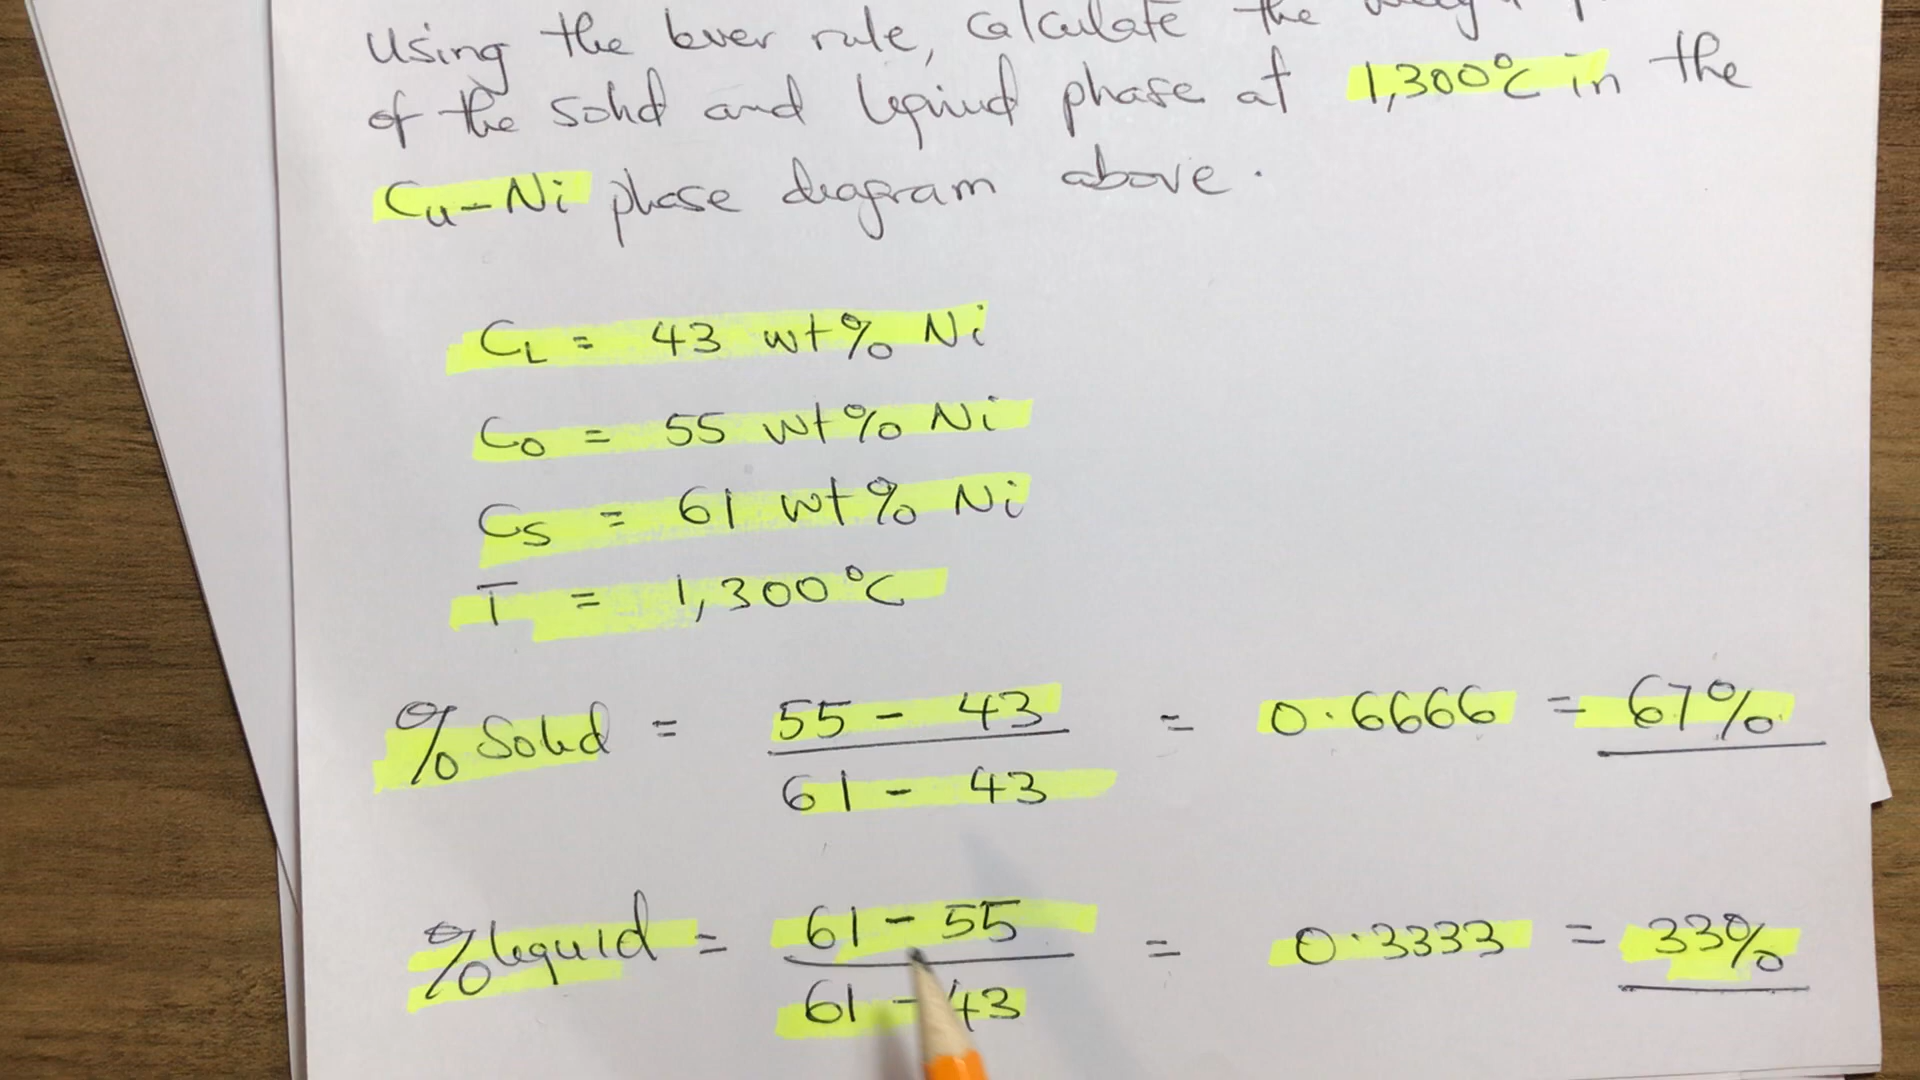 Using the lever rule, calculate the
of the solid and liquid phase at 1,300°C in the
Cu-Ni phase diagram above.
CL = 43 wt% Ni
CO = 55 wt% Ni
CS = 61 wt% Ni
T = 1,300°C
% Solid = 55 - 43 / 61 - 43 = 0.6666 = 67%
% liquid = 61 - 55 / 61 - 43 = 0.3333 = 33%